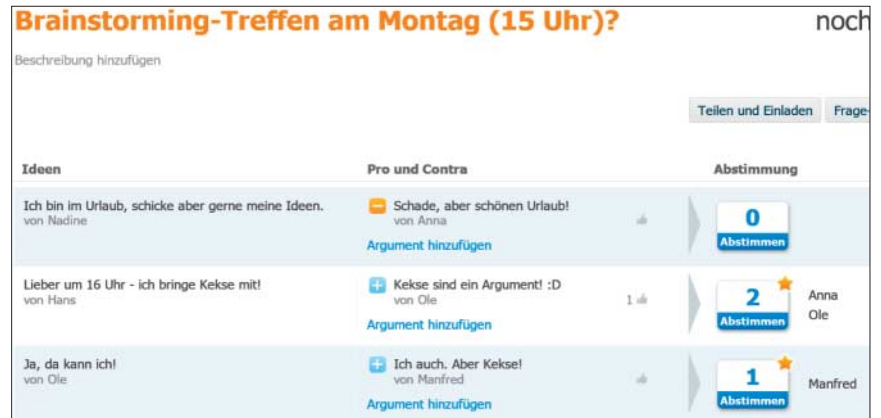 Brainstorming-Treffen am Montag (15 Uhr)? noch
Beschreibung hinzufügen
Teilen und Einladen Frage-
Ideen Pro und Contra Abstimmung
Ich bin im Urlaub, schicke aber gerne meine Ideen. Schade, aber schönen Urlaub! 0
von Nadine von Anna
Argument hinzufügen Abstimmen
Lieber um 16 Uhr - ich bringe Kekse mit! Kekse sind ein Argument! :D 2 Anna
von Hans von Ole 1 Ole
Argument hinzufügen Abstimmen
Ja, da kann ich! Ich auch. Aber Kekse! 1 Manfred
von Ole von Manfred
Argument hinzufügen Abstimmen